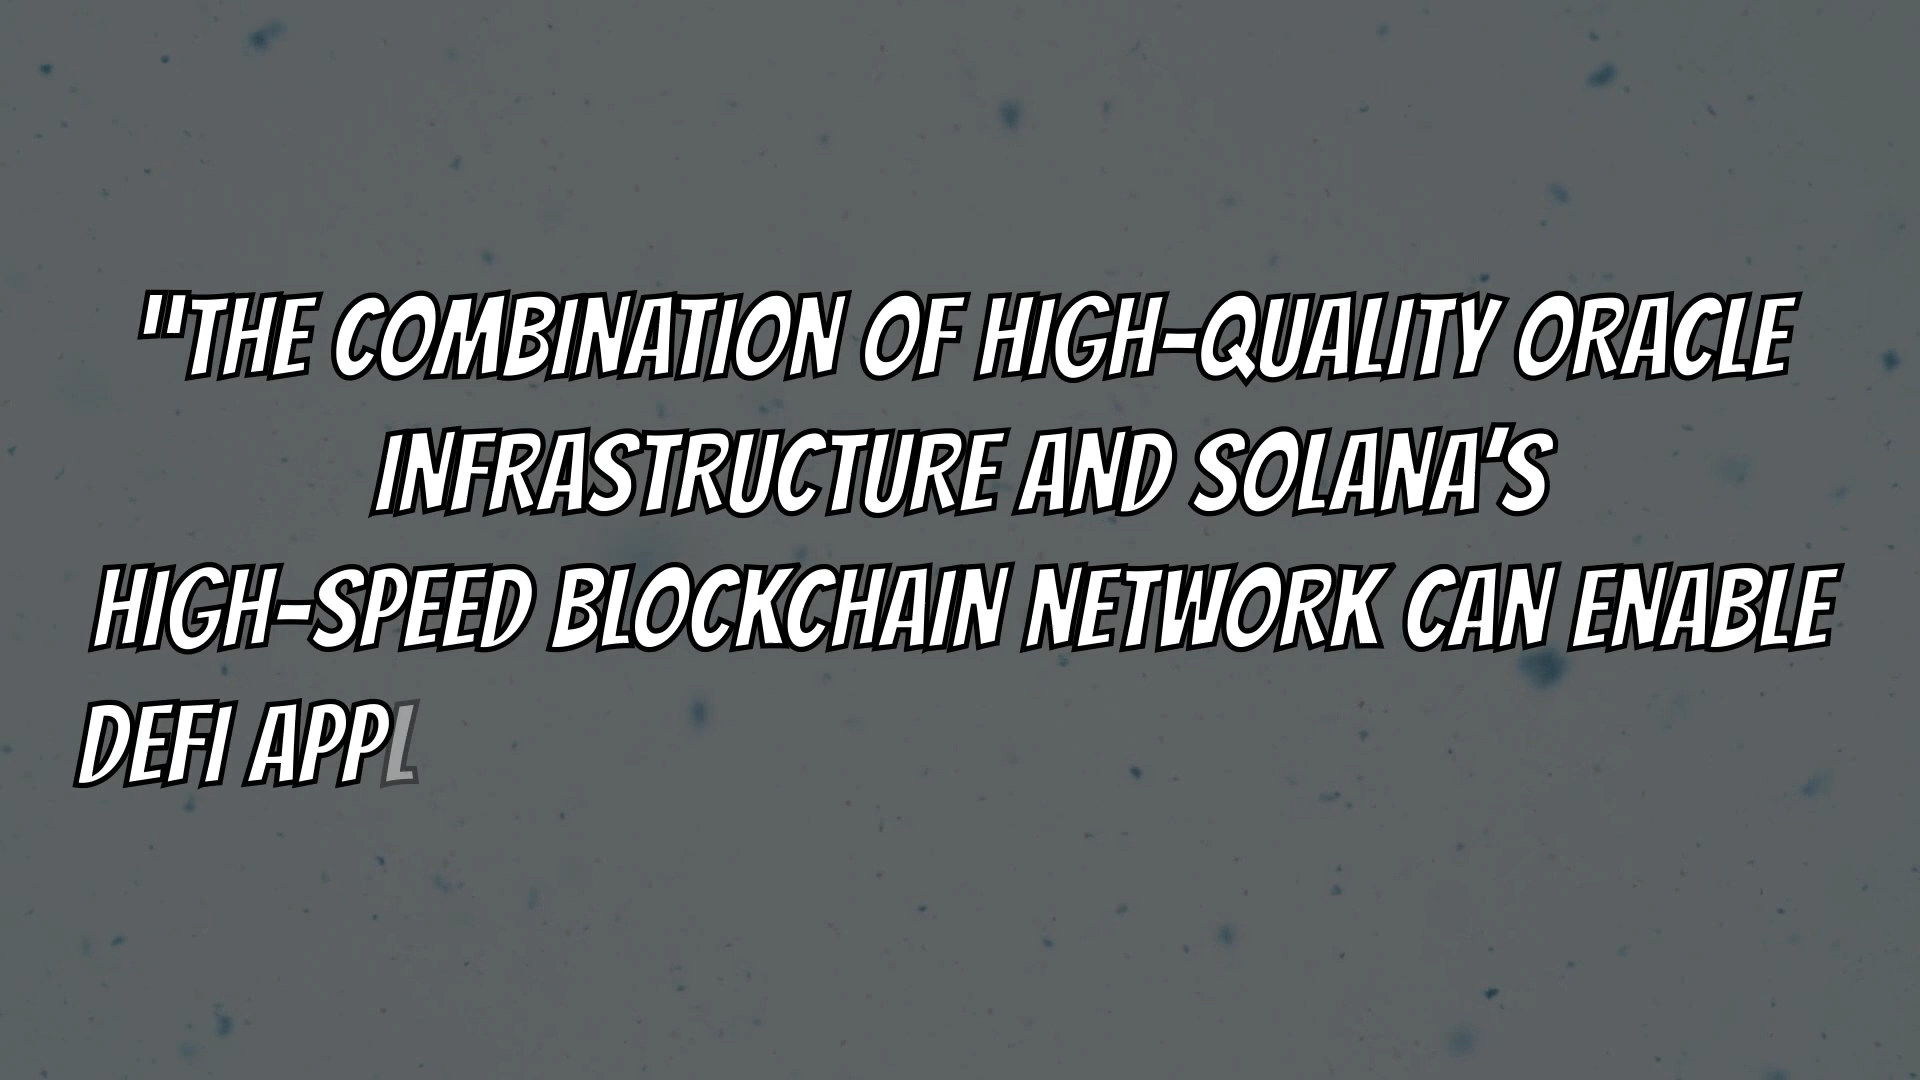 "THE COMBINATION OF HIGH-QUALITY ORACLE
INFRASTRUCTURE AND SOLANA'S
HIGH-SPEED BLOCKCHAIN NETWORK CAN ENABLE
DEFI APPL